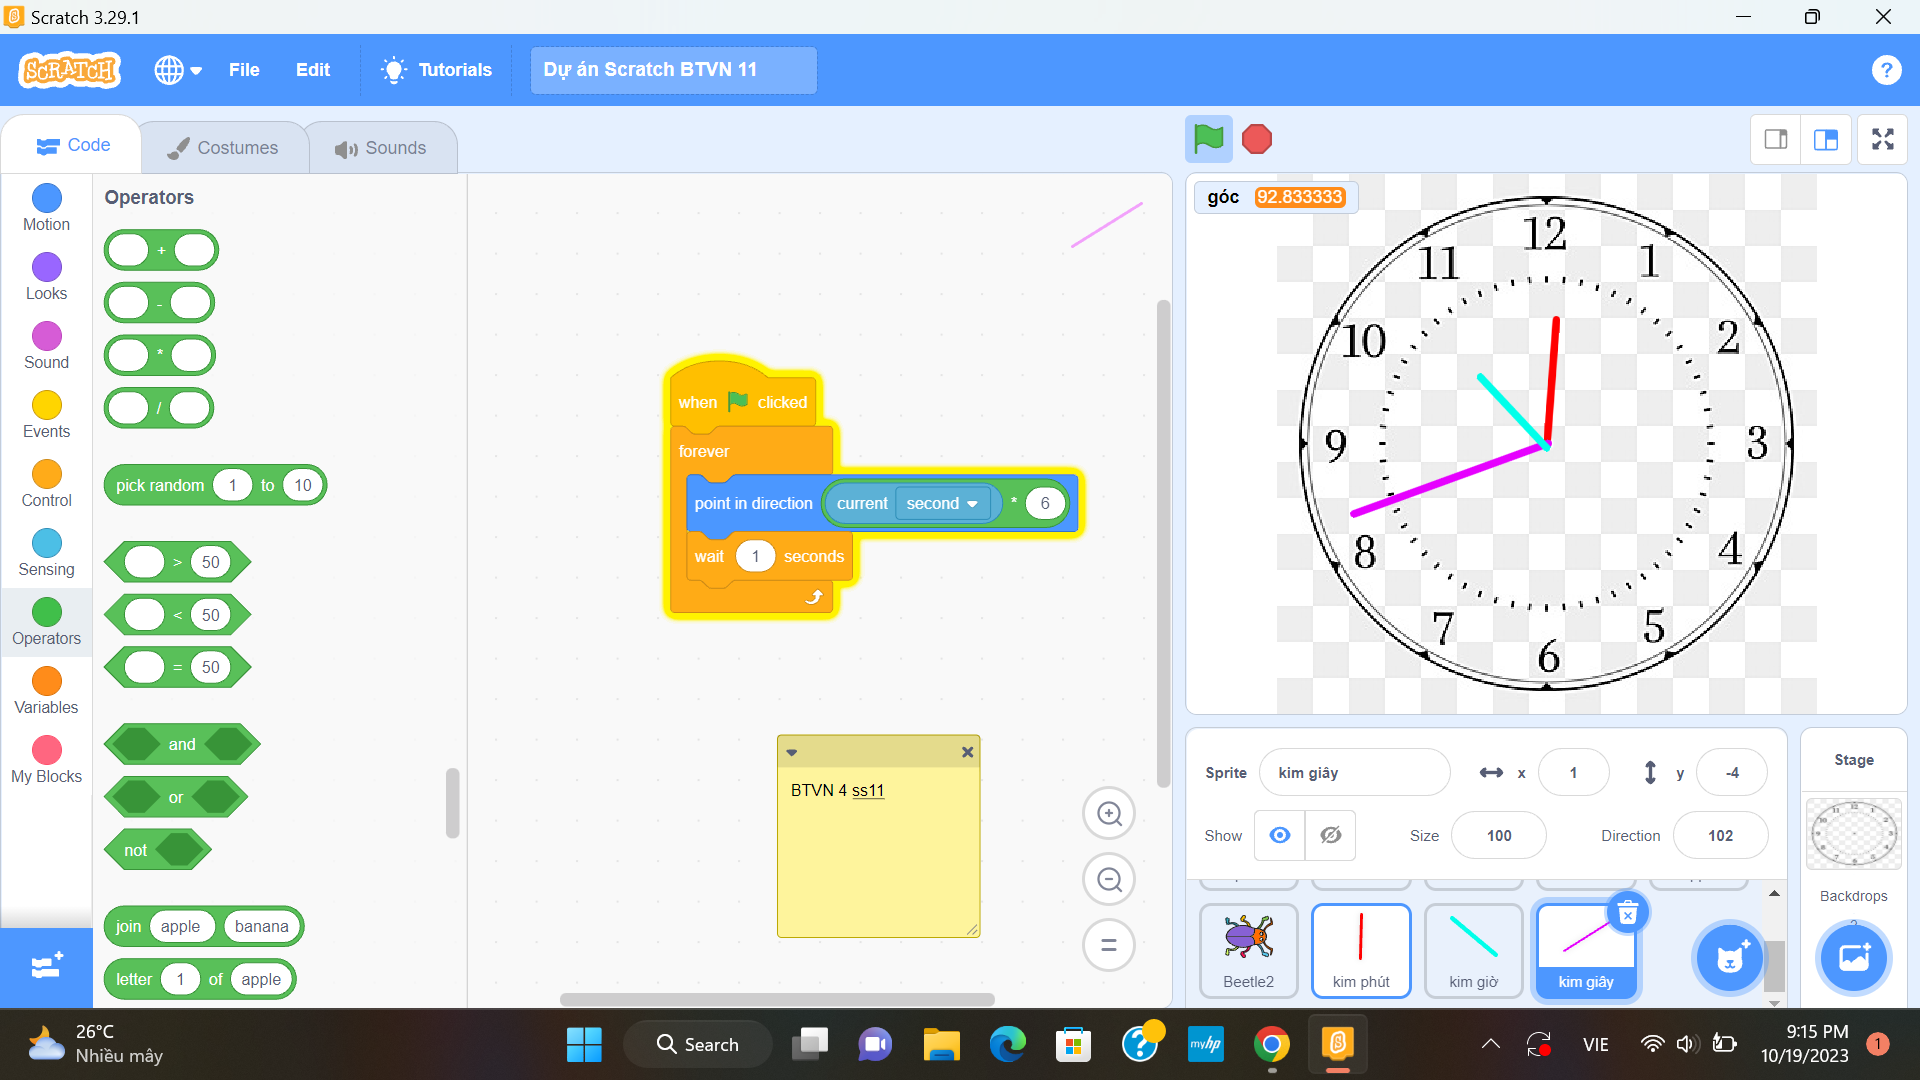 Scratch 3.29.1
SCRATCH
File
Edit
Tutorials
Dự án Scratch BTVN 11
?
Code
Costumes
Sounds
Motion
Looks
Sound
Events
Control
Sensing
Operators
Variables
My Blocks
Operators
+
-
*
/
pick random 1 to 10
> 50
< 50
= 50
and
or
not
join apple banana
letter 1 of apple
when clicked
forever
point in direction current second * 6
wait 1 seconds
BTVN 4 ss11
góc 92.833333
12
1
2
3
4
5
6
7
8
9
10
11
Sprite kim giây x 1 y -4
Show Size 100 Direction 102
Beetle2
kim phút
kim giờ
kim giây
Stage
Backdrops
26°C
Nhiều mây
Search
myhp
VIE
9:15 PM
10/19/2023
1